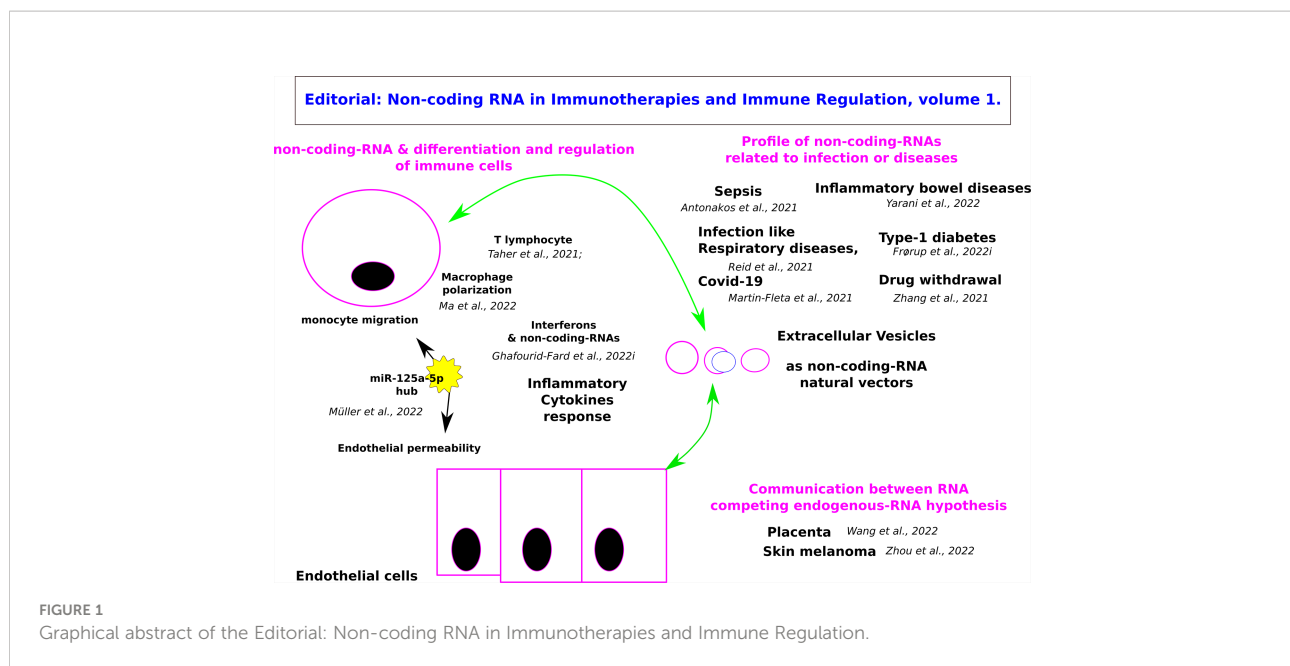 Editorial: Non-coding RNA in Immunotherapies and Immune Regulation, volume 1.
non-coding-RNA & differentiation and regulation
of immune cells
Profile of non-coding-RNAs
related to infection or diseases
Sepsis
Antonakos et al., 2021
Inflammatory bowel diseases
Yarani et al., 2022
Infection like
Respiratory diseases,
Reid et al., 2021
Covid-19
Martin-Fleta et al., 2021
Type-1 diabetes
Frørup et al., 2022i
Drug withdrawal
Zhang et al., 2021
T lymphocyte
Taher et al., 2021;
Macrophage
polarization
Ma et al., 2022
monocyte migration
Interferons
& non-coding-RNAs
Ghafourid-Fard et al., 2022i
Inflammatory
Cytokines
response
miR-125a-5p
hub
Müller et al., 2022
Endothelial permeability
Extracellular Vesicles
as non-coding-RNA
natural vectors
Communication between RNA
competing endogenous-RNA hypothesis
Placenta Wang et al., 2022
Skin melanoma Zhou et al., 2022
Endothelial cells
FIGURE 1
Graphical abstract of the Editorial: Non-coding RNA in Immunotherapies and Immune Regulation.